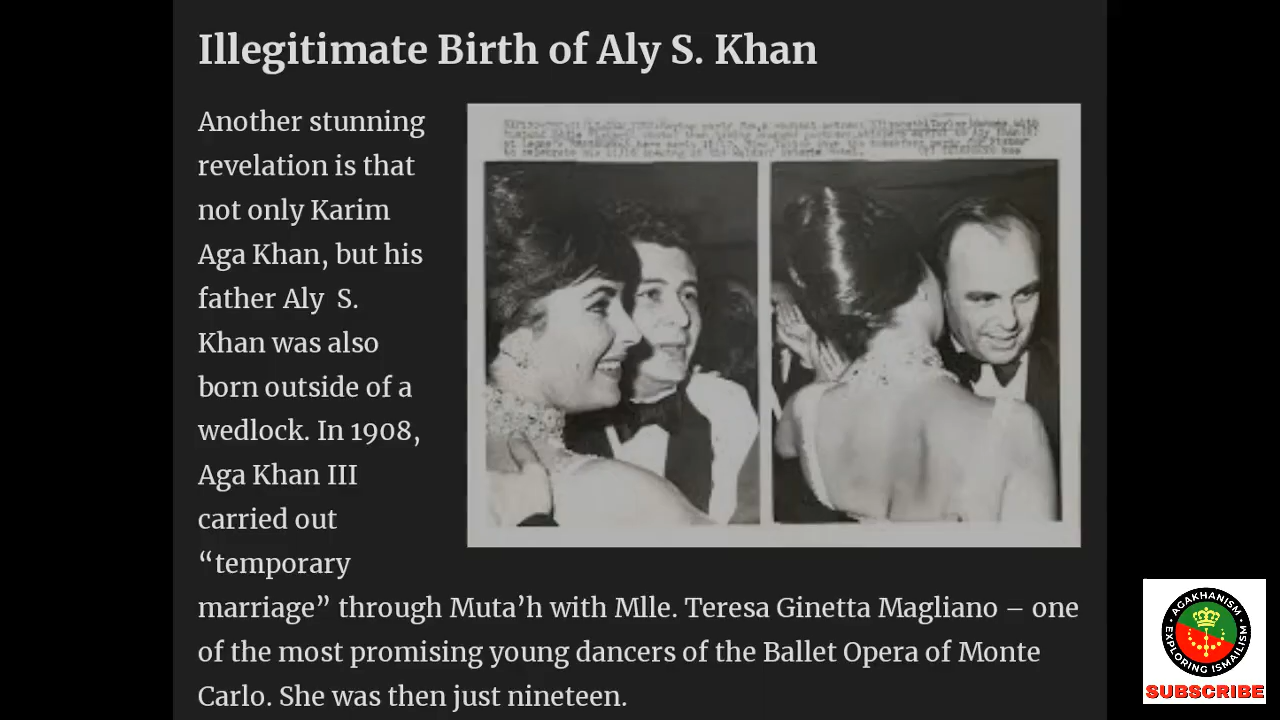 Illegitimate Birth of Aly S. Khan
Another stunning
revelation is that
not only Karim
Aga Khan, but his
father Aly  S.
Khan was also
born outside of a
wedlock. In 1908,
Aga Khan III
carried out
“temporary
marriage” through Muta’h with Mlle. Teresa Ginetta Magliano – one
of the most promising young dancers of the Ballet Opera of Monte
Carlo. She was then just nineteen.
AGAKHANISM
EXPLORING ISMAILISM
SUBSCRIBE